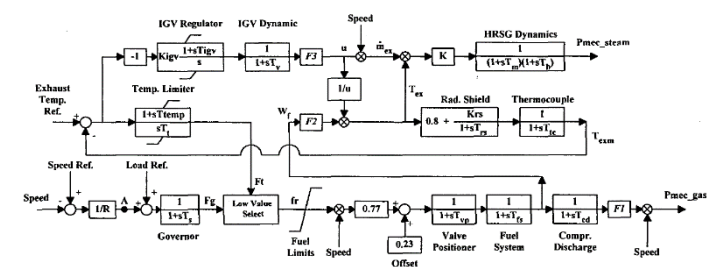 IGV Regulator
IGV Dynamic
Speed
HRSG Dynamics
-1
Kigv
1+sTigv
s
1
1+sTv
F3
u
ṁex
K
1
(1+sTm)(1+sTb)
Pmec_steam
Exhaust
Temp.
Ref.
Temp. Limiter
1+sTtemp
sTt
1/u
Tex
Rad. Shield
Thermocouple
Wf
F2
0.8 +
Krs
1+sTrs
1
1+sTtc
Texm
Speed Ref.
Load Ref.
Speed
1/R
A
1
1+sTs
Fg
Ft
Low Value
Select
fr
0.77
1
1+sTvp
1
1+sTfs
1
1+sTcd
F1
Pmec_gas
Governor
Fuel
Limits
Speed
0.23
Offset
Valve
Positioner
Fuel
System
Compr.
Discharge
Speed